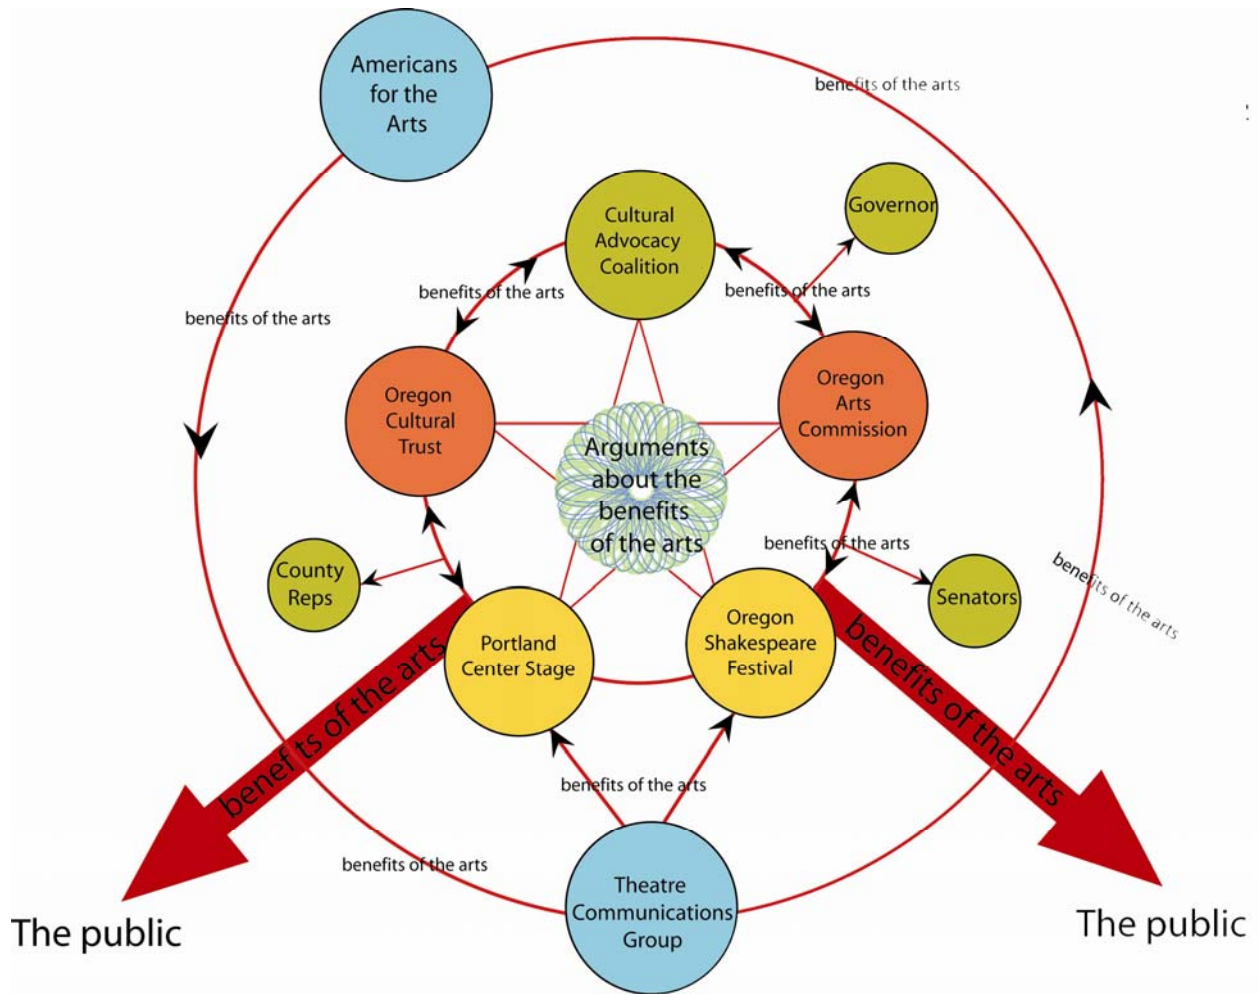 Americans
for the
Arts
benefits of the arts
Cultural
Advocacy
Coalition
Governor
benefits of the arts
benefits of the arts
benefits of the arts
Oregon
Cultural
Trust
Oregon
Arts
Commission
Arguments
about the
benefits
of the arts
benefits of the arts
County
Reps
Senators
benefits of the arts
Portland
Center Stage
Oregon
Shakespeare
Festival
benefits of the arts
benefits of the arts
benefits of the arts
benefits of the arts
Theatre
Communications
Group
The public
The public